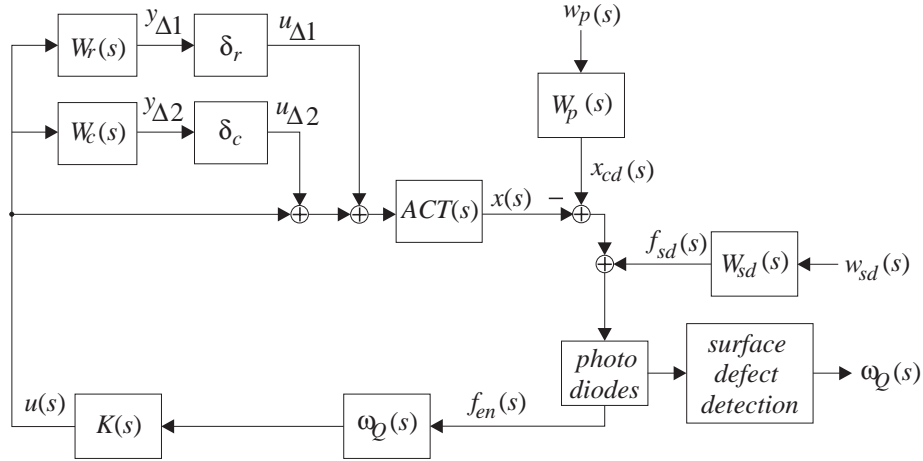 y_Δ1 u_Δ1 w_p(s)
W_r(s) δ_r
y_Δ2 u_Δ2 W_p(s)
W_c(s) δ_c
x_cd(s)
ACT(s) x(s) −
f_sd(s)
W_sd(s) w_sd(s)
photo diodes
surface defect detection
ω_Q(s)
u(s) f_en(s)
K(s) ω_Q(s)